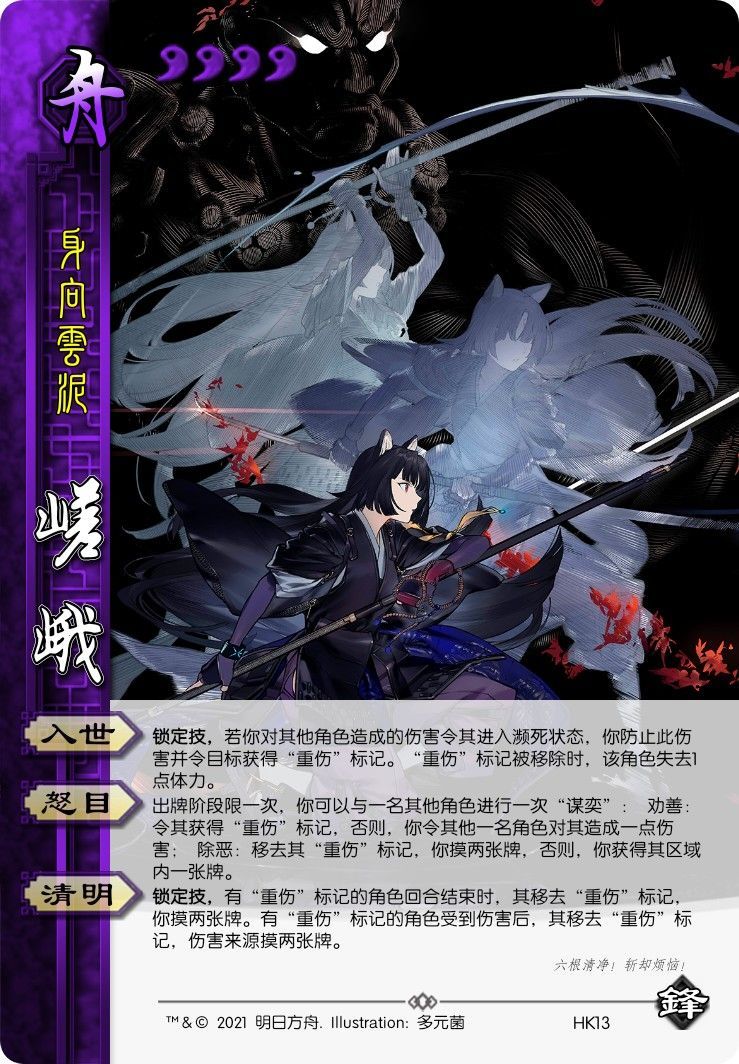 舟
身向雲泥
嵯峨
入世
锁定技，若你对其他角色造成的伤害令其进入濒死状态，你防止此伤
害并令目标获得“重伤”标记。“重伤”标记被移除时，该角色失去1
点体力。
怒目
出牌阶段限一次，你可以与一名其他角色进行一次“谋奕”： 劝善：
令其获得“重伤”标记，否则，你令其他一名角色对其造成一点伤
害； 除恶：移去其“重伤”标记，你摸两张牌，否则，你获得其区域
内一张牌。
清明
锁定技，有“重伤”标记的角色回合结束时，其移去“重伤”标记，
你摸两张牌。有“重伤”标记的角色受到伤害后，其移去“重伤”标
记，伤害来源摸两张牌。
六根清净！斩却烦恼！
™&© 2021 明日方舟. Illustration: 多元菌
HK13
鋒